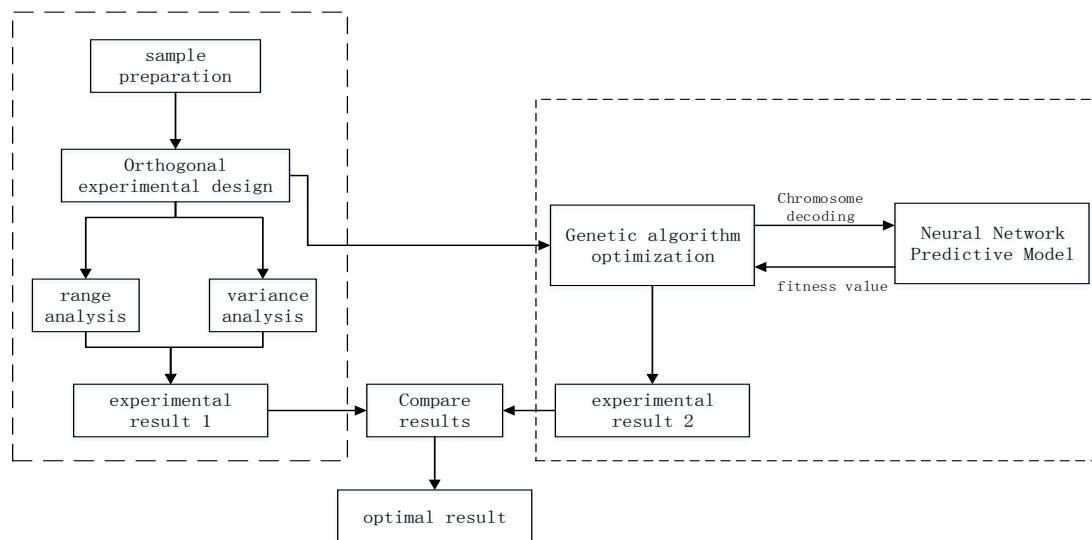 sample
preparation
Orthogonal
experimental design
range
analysis
variance
analysis
experimental
result 1
Compare
results
optimal result
Genetic algorithm
optimization
Chromosome
decoding
fitness value
Neural Network
Predictive Model
experimental
result 2